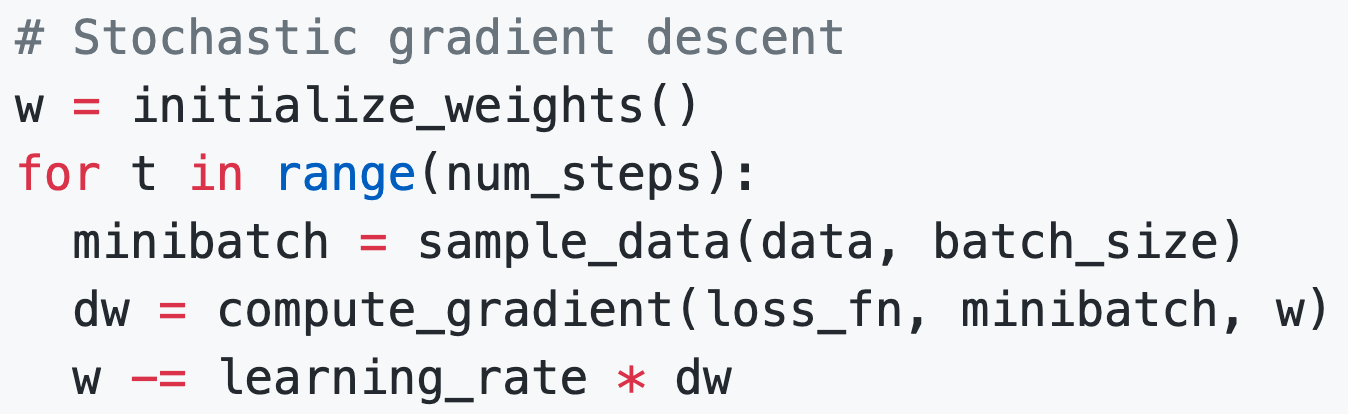 # Stochastic gradient descent
w = initialize_weights()
for t in range(num_steps):
  minibatch = sample_data(data, batch_size)
  dw = compute_gradient(loss_fn, minibatch, w)
  w -= learning_rate * dw